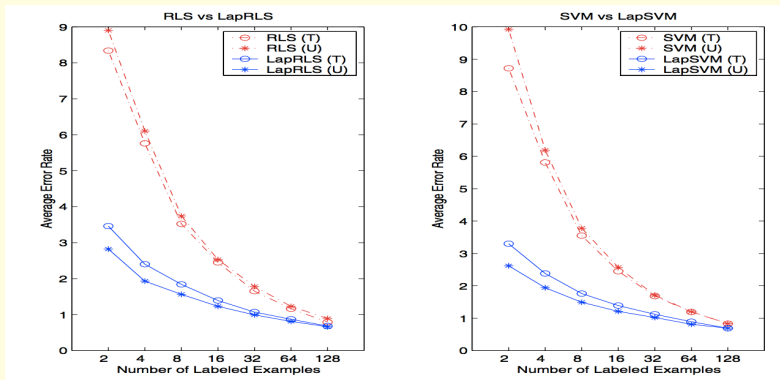 RLS vs LapRLS
RLS (T)
RLS (U)
LapRLS (T)
LapRLS (U)
Average Error Rate
9
8
7
6
5
4
3
2
1
0
2 4 8 16 32 64 128
Number of Labeled Examples
SVM vs LapSVM
SVM (T)
SVM (U)
LapSVM (T)
LapSVM (U)
Average Error Rate
10
9
8
7
6
5
4
3
2
1
0
2 4 8 16 32 64 128
Number of Labeled Examples